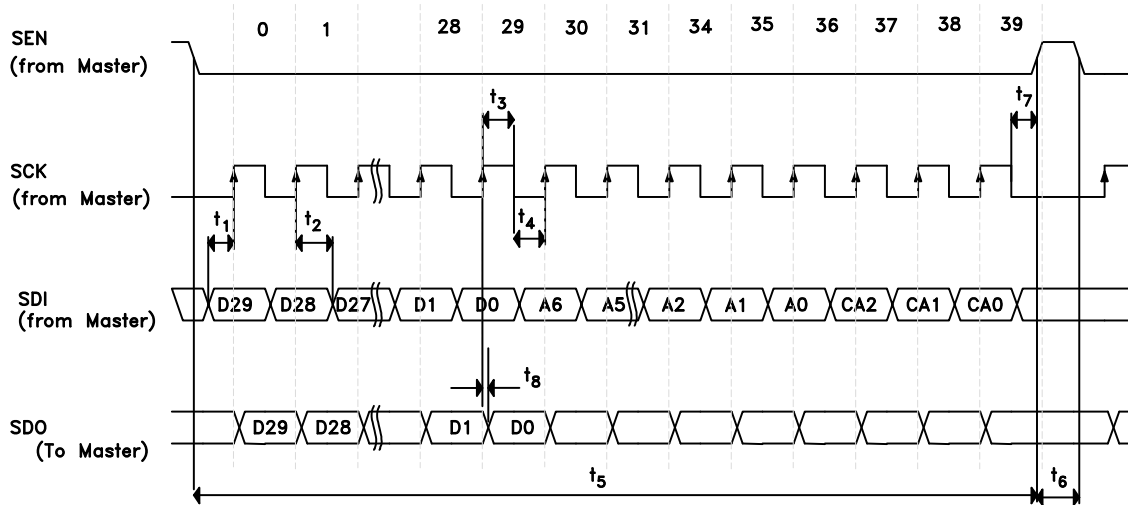 0 1 28 29 30 31 34 35 36 37 38 39
SEN
(from Master)
t3
t7
SCK
(from Master)
t1
t2
t4
SDI
(from Master)
D29 D28 D27 D1 D0 A6 A5 A2 A1 A0 CA2 CA1 CA0
t8
SDO
(To Master)
D29 D28 D1 D0
t5
t6